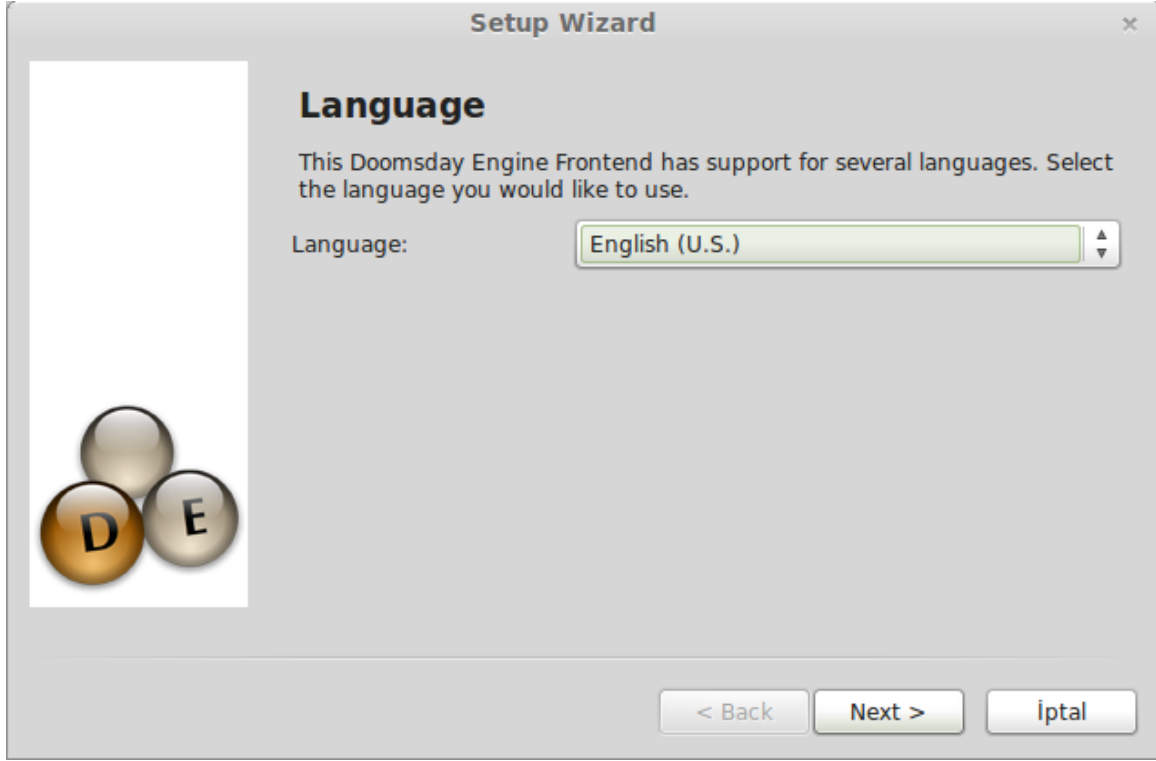 Setup Wizard
Language
This Doomsday Engine Frontend has support for several languages. Select
the language you would like to use.
Language: English (U.S.)
D E
< Back Next > İptal